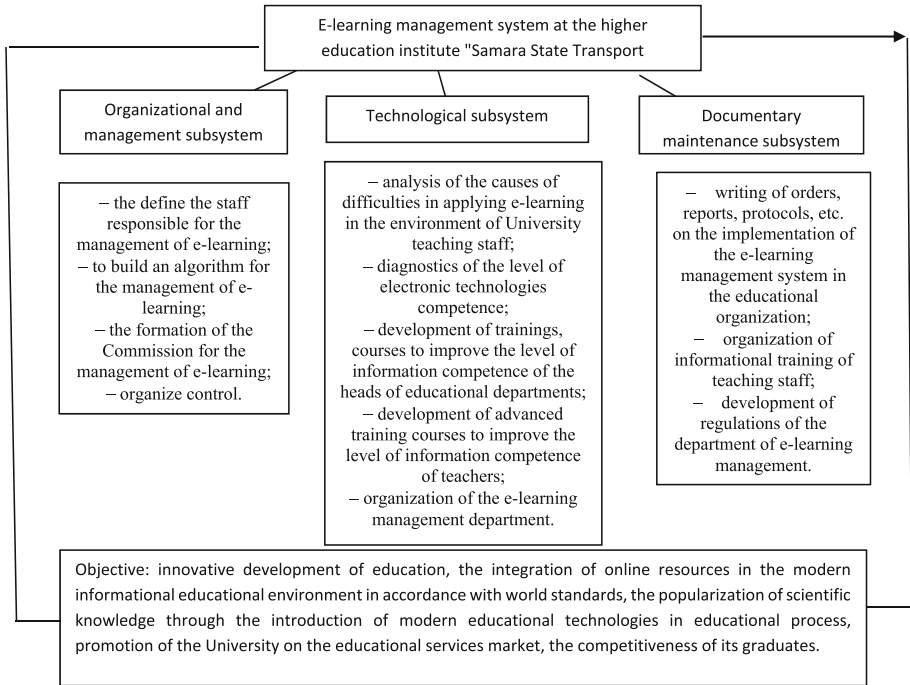 E-learning management system at the higher
education institute "Samara State Transport
Organizational and
management subsystem
Technological subsystem
Documentary
maintenance subsystem
– the define the staff
responsible for the
management of e-learning;
– to build an algorithm for
the management of e-
learning;
– the formation of the
Commission for the
management of e-learning;
– organize control.
– analysis of the causes of
difficulties in applying e-learning
in the environment of University
teaching staff;
– diagnostics of the level of
electronic technologies
competence;
– development of trainings,
courses to improve the level of
information competence of the
heads of educational departments;
– development of advanced
training courses to improve the
level of information competence
of teachers;
– organization of the e-learning
management department.
– writing of orders,
reports, protocols, etc.
on the implementation of
the e-learning
management system in
the educational
organization;
– organization of
informational training of
teaching staff;
– development of
regulations of the
department of e-learning
management.
Objective: innovative development of education, the integration of online resources in the modern
informational educational environment in accordance with world standards, the popularization of scientific
knowledge through the introduction of modern educational technologies in educational process,
promotion of the University on the educational services market, the competitiveness of its graduates.